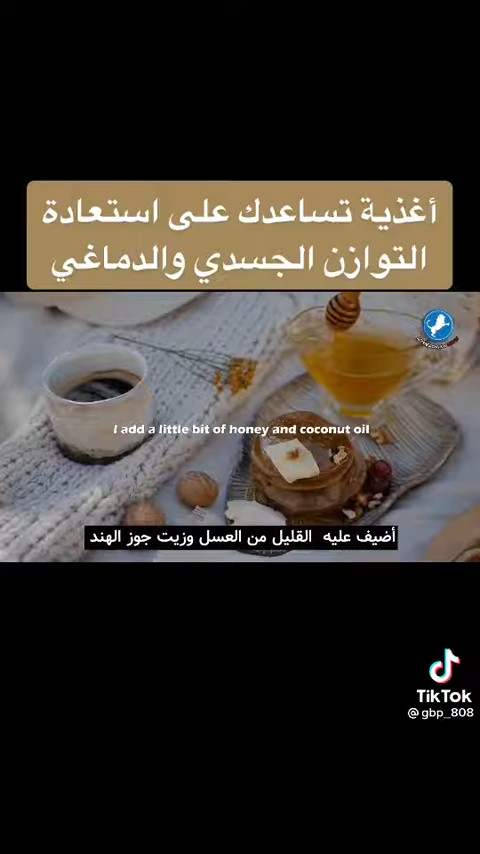 أغذية تساعدك على استعادة
التوازن الجسدي والدماغي
I add a little bit of honey and coconut oil
أضيف عليه القليل من العسل وزيت جوز الهند
TikTok
@gbp_808